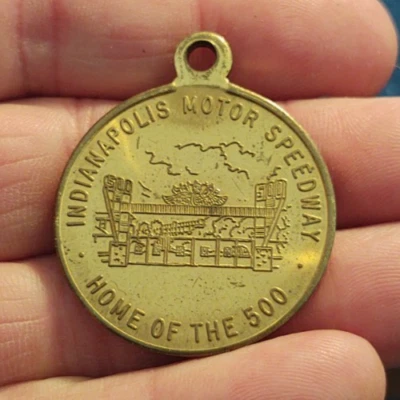 INDIANAPOLIS MOTOR SPEEDWAY
HOME OF THE 500